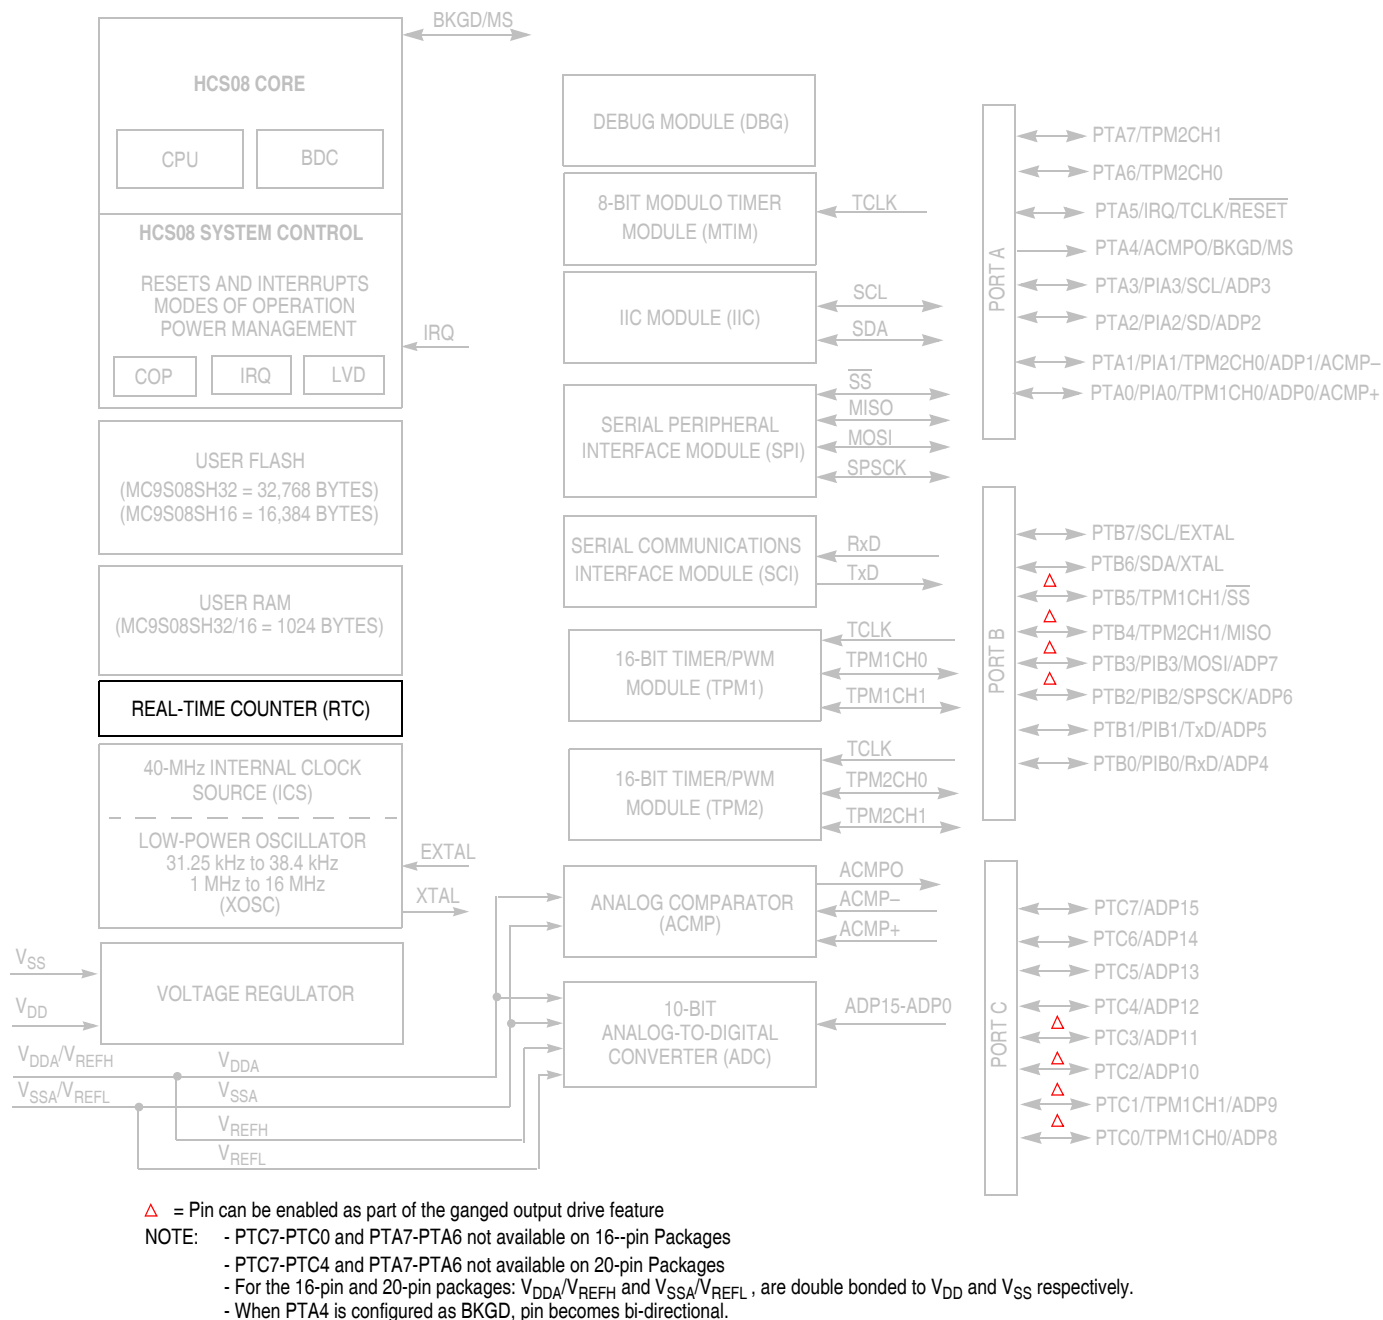 BKGD/MS
HCS08 CORE
CPU
BDC
HCS08 SYSTEM CONTROL
RESETS AND INTERRUPTS
MODES OF OPERATION
POWER MANAGEMENT
COP
IRQ
LVD
IRQ
USER FLASH
(MC9S08SH32 = 32,768 BYTES)
(MC9S08SH16 = 16,384 BYTES)
USER RAM
(MC9S08SH32/16 = 1024 BYTES)
REAL-TIME COUNTER (RTC)
40-MHz INTERNAL CLOCK
SOURCE (ICS)
LOW-POWER OSCILLATOR
31.25 kHz to 38.4 kHz
1 MHz to 16 MHz
(XOSC)
EXTAL
XTAL
VSS
VDD
VOLTAGE REGULATOR
VDDA/VREFH
VSSA/VREFL
VDDA
VSSA
VREFH
VREFL
DEBUG MODULE (DBG)
8-BIT MODULO TIMER
MODULE (MTIM)
TCLK
IIC MODULE (IIC)
SCL
SDA
SERIAL PERIPHERAL
INTERFACE MODULE (SPI)
SS
MISO
MOSI
SPSCK
SERIAL COMMUNICATIONS
INTERFACE MODULE (SCI)
RxD
TxD
16-BIT TIMER/PWM
MODULE (TPM1)
TCLK
TPM1CH0
TPM1CH1
16-BIT TIMER/PWM
MODULE (TPM2)
TCLK
TPM2CH0
TPM2CH1
ANALOG COMPARATOR
(ACMP)
ACMPO
ACMP–
ACMP+
10-BIT
ANALOG-TO-DIGITAL
CONVERTER (ADC)
ADP15-ADP0
PORT A
PTA7/TPM2CH1
PTA6/TPM2CH0
PTA5/IRQ/TCLK/RESET
PTA4/ACMPO/BKGD/MS
PTA3/PIA3/SCL/ADP3
PTA2/PIA2/SD/ADP2
PTA1/PIA1/TPM2CH0/ADP1/ACMP–
PTA0/PIA0/TPM1CH0/ADP0/ACMP+
PORT B
PTB7/SCL/EXTAL
PTB6/SDA/XTAL
PTB5/TPM1CH1/SS
PTB4/TPM2CH1/MISO
PTB3/PIB3/MOSI/ADP7
PTB2/PIB2/SPSCK/ADP6
PTB1/PIB1/TxD/ADP5
PTB0/PIB0/RxD/ADP4
PORT C
PTC7/ADP15
PTC6/ADP14
PTC5/ADP13
PTC4/ADP12
PTC3/ADP11
PTC2/ADP10
PTC1/TPM1CH1/ADP9
PTC0/TPM1CH0/ADP8
Δ = Pin can be enabled as part of the ganged output drive feature
NOTE: - PTC7-PTC0 and PTA7-PTA6 not available on 16--pin Packages
- PTC7-PTC4 and PTA7-PTA6 not available on 20-pin Packages
- For the 16-pin and 20-pin packages: VDDA/VREFH and VSSA/VREFL , are double bonded to VDD and VSS respectively.
- When PTA4 is configured as BKGD, pin becomes bi-directional.